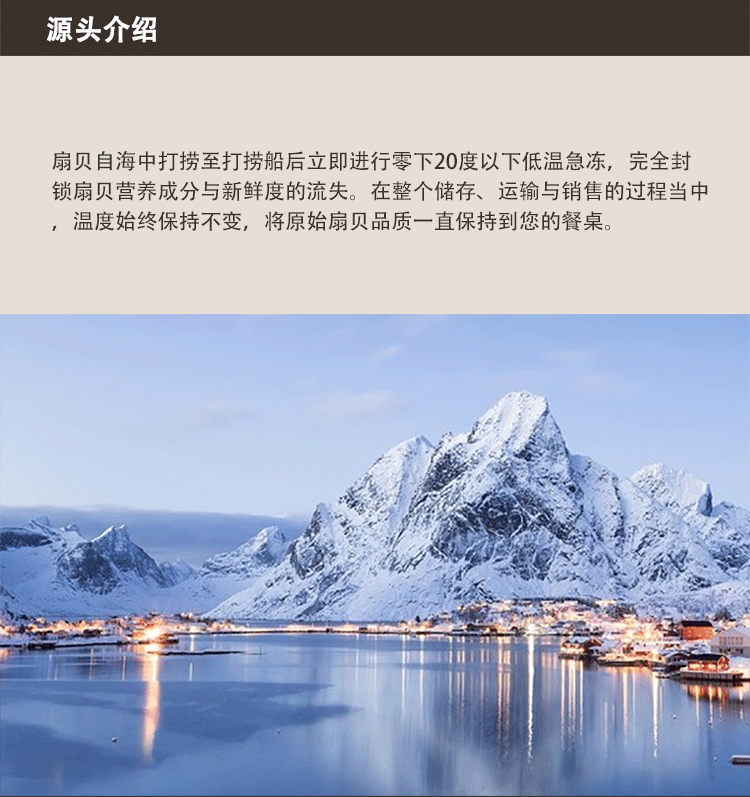 源头介绍
扇贝自海中打捞至打捞船后立即进行零下20度以下低温急冻，完全封
锁扇贝营养成分与新鲜度的流失。在整个储存、运输与销售的过程当中
，温度始终保持不变，将原始扇贝品质一直保持到您的餐桌。